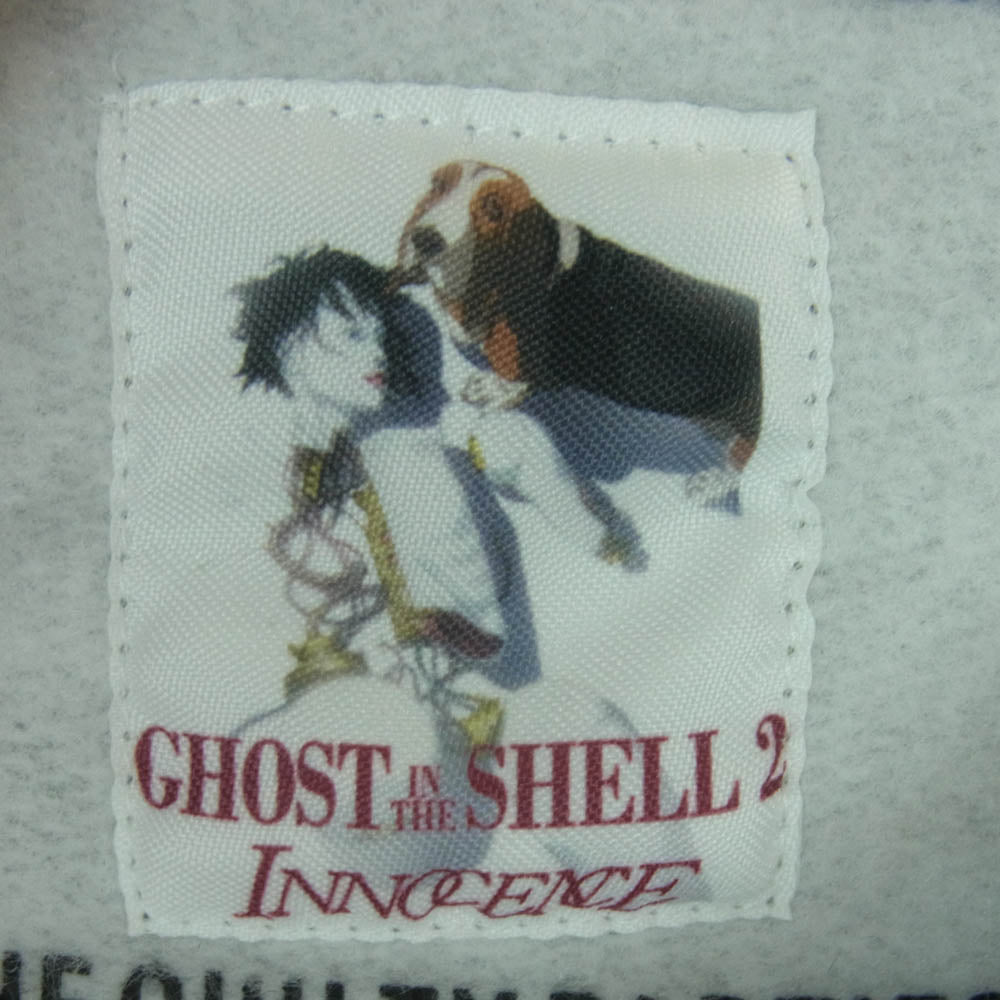 GHOST IN THE SHELL 2
INNOCENCE